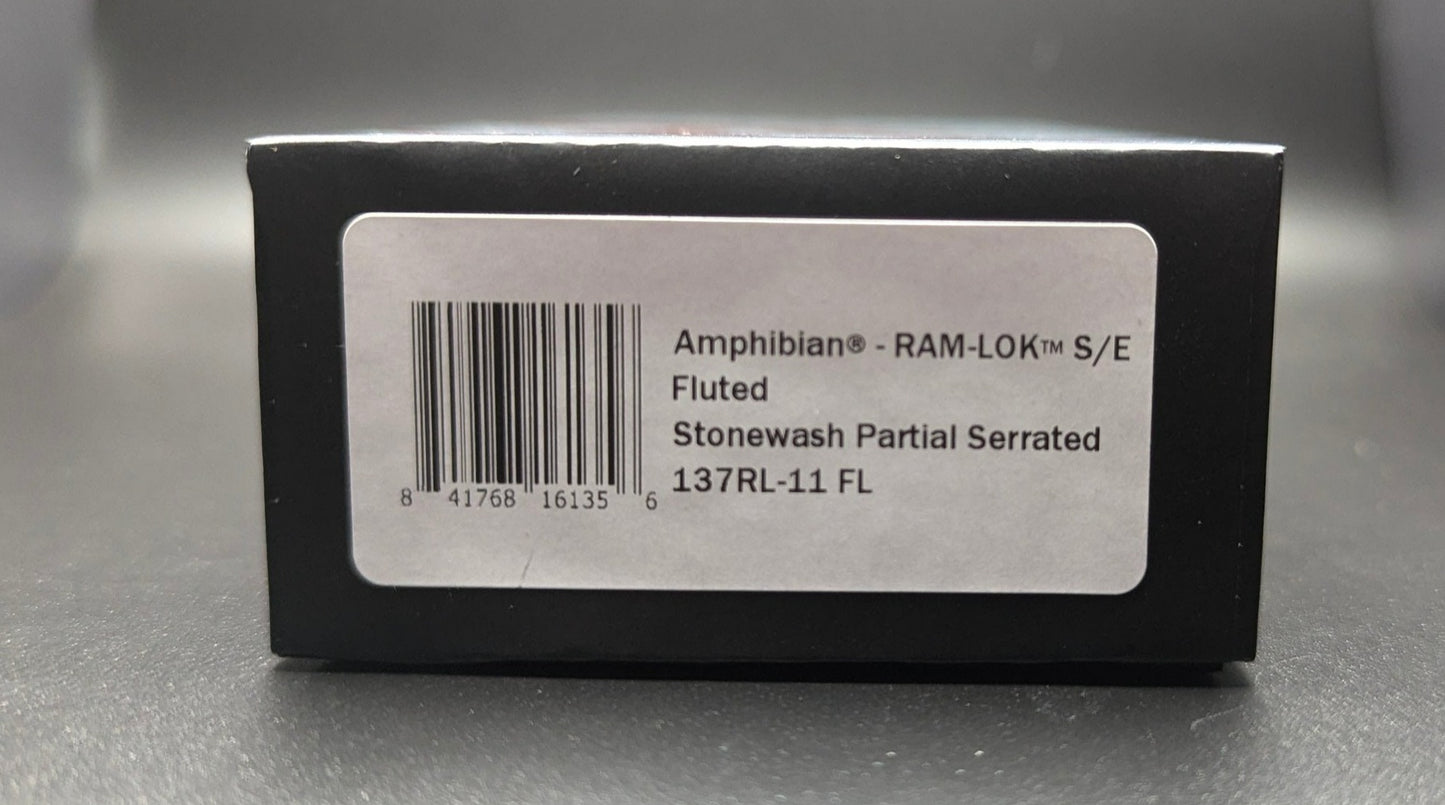 Amphibian® - RAM-LOK™ S/E
Fluted
Stonewash Partial Serrated
137RL-11 FL
8 41768 16135 6